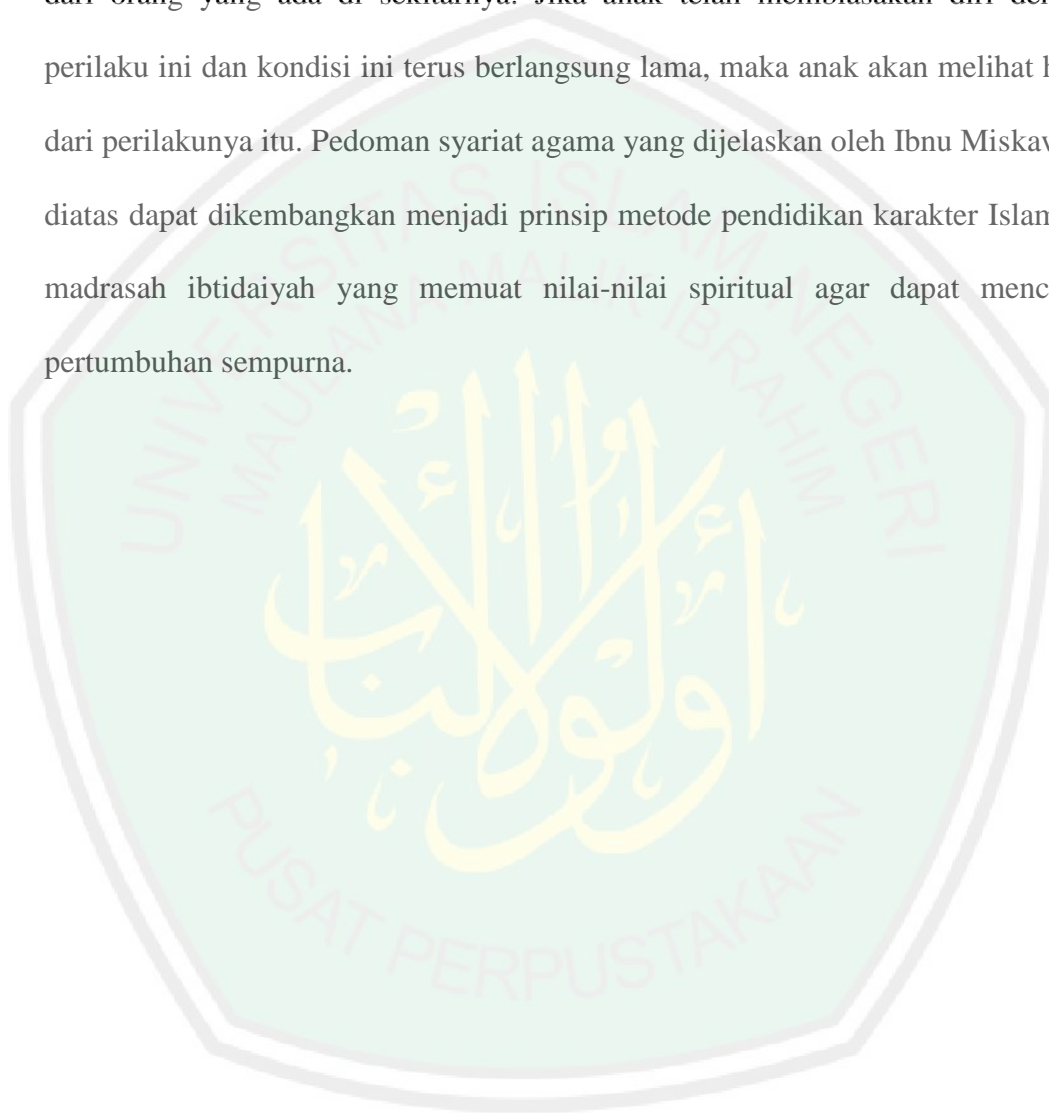 dari orang yang ada di sekitarnya. Jika anak telah membiasakan diri
perilaku ini dan kondisi ini terus berlangsung lama, maka anak akan melihat
dari perilakunya itu. Pedoman syariat agama yang dijelaskan oleh Ibnu
diatas dapat dikembangkan menjadi prinsip metode pendidikan karakter
madrasah ibtidaiyah yang memuat nilai-nilai spiritual agar dapat
pertumbuhan sempurna.
UNIVERSITAS ISLAM NEGERI
MAULANA MALIK IBRAHIM
أولوا الألباب
PUSAT PERPUSTAKAAN